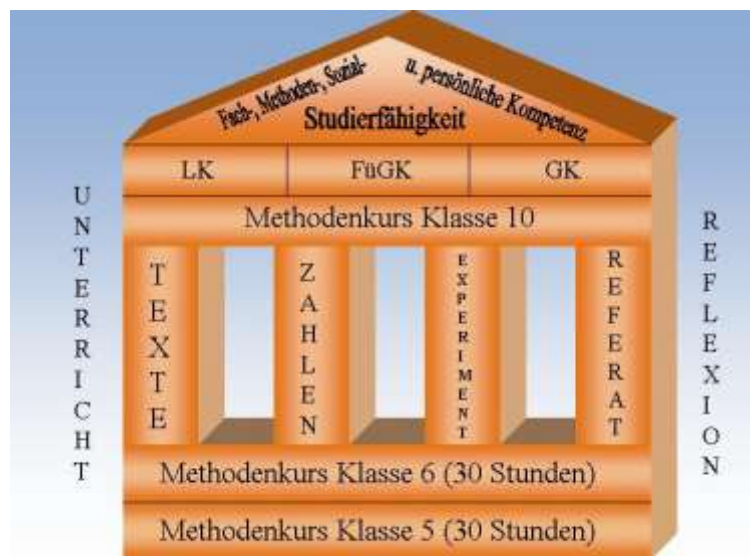 Fach-, Methoden-, Sozial-
u. persönliche Kompetenz
Studierfähigkeit
LK FüGK GK
Methodenkurs Klasse 10
UNTERRICHT
TEXTE
ZAHLEN
EXPERIMENT
REFERAT
REFLEXION
Methodenkurs Klasse 6 (30 Stunden)
Methodenkurs Klasse 5 (30 Stunden)